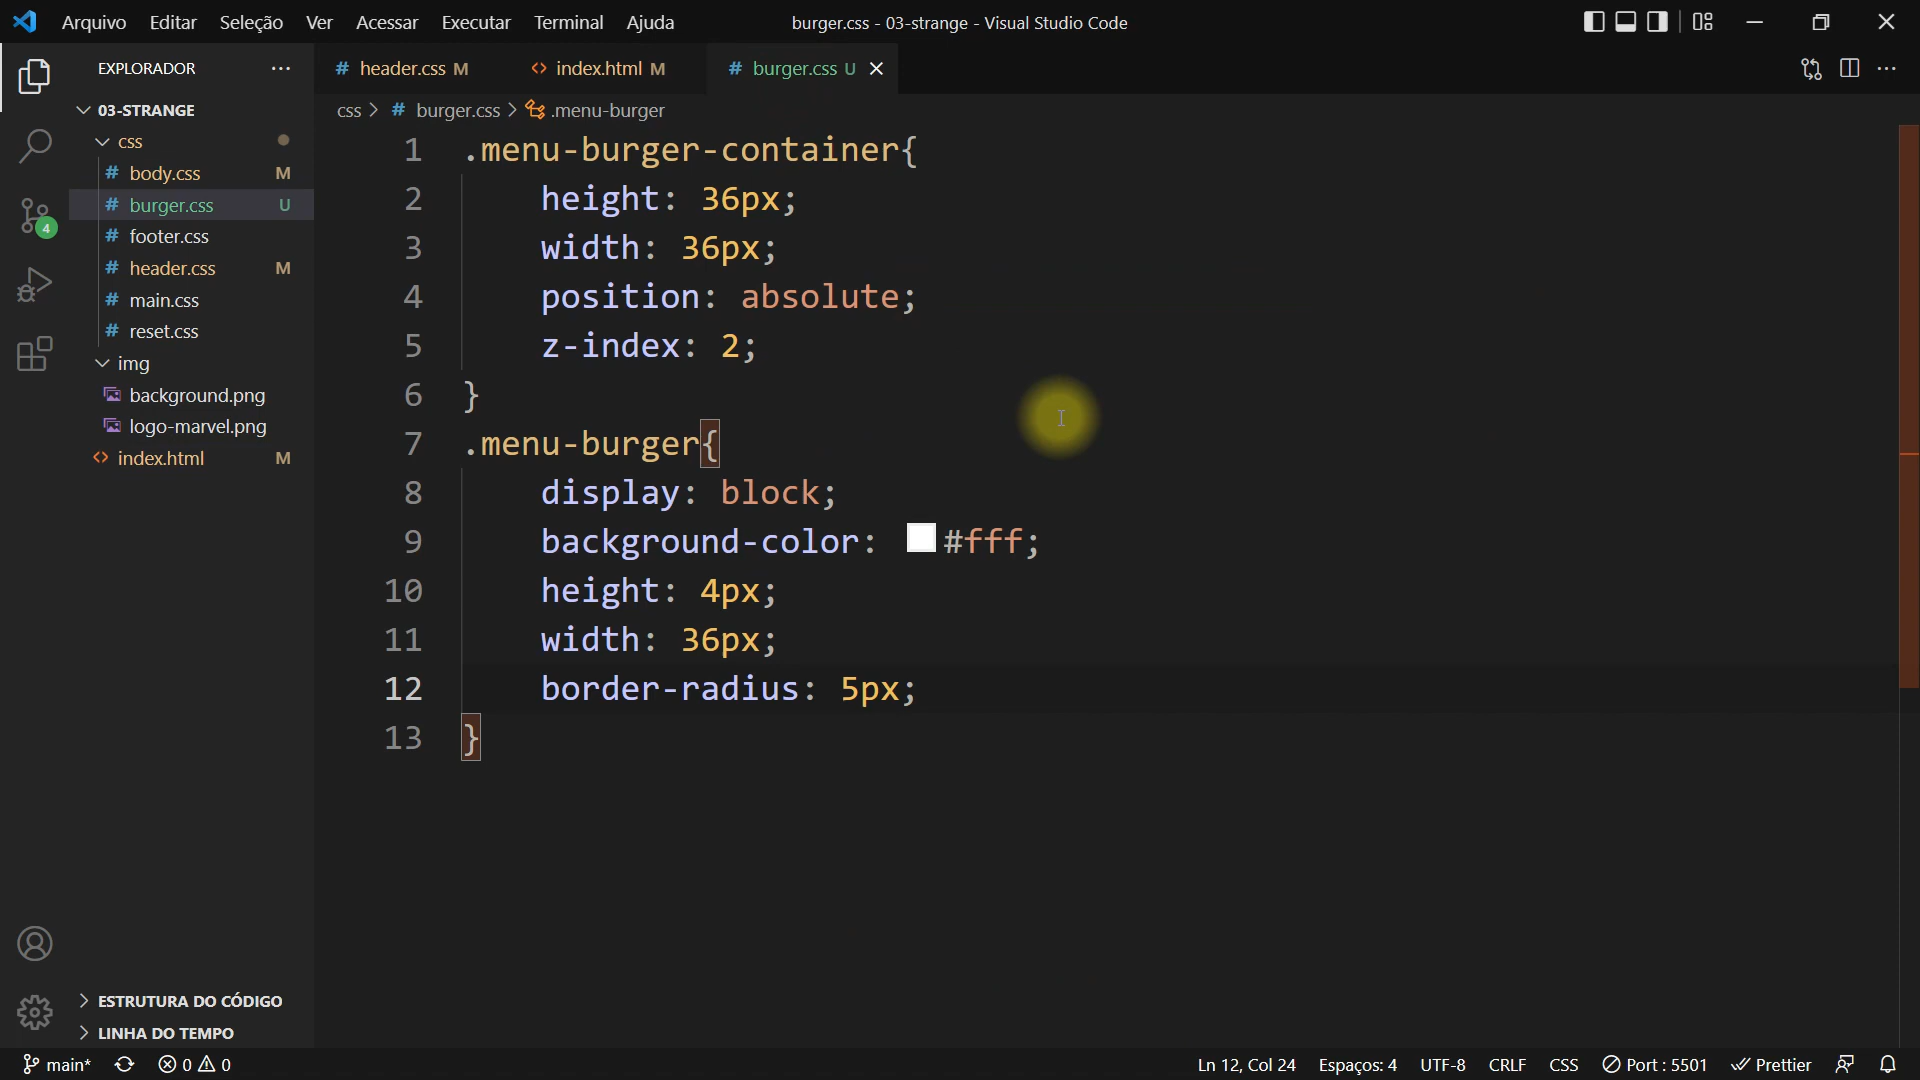 Arquivo Editar Seleção Ver Acessar Executar Terminal Ajuda
burger.css - 03-strange - Visual Studio Code
EXPLORADOR ···
03-STRANGE
css
# body.css M
# burger.css U
# footer.css
# header.css M
# main.css
# reset.css
img
background.png
logo-marvel.png
<> index.html M
4
ESTRUTURA DO CÓDIGO
LINHA DO TEMPO
# header.css M <> index.html M # burger.css U
css > # burger.css > .menu-burger
1 .menu-burger-container{
2 height: 36px;
3 width: 36px;
4 position: absolute;
5 z-index: 2;
6 }
7 .menu-burger{
8 display: block;
9 background-color: #fff;
10 height: 4px;
11 width: 36px;
12 border-radius: 5px;
13 }
main* 0 0
Ln 12, Col 24 Espaços: 4 UTF-8 CRLF CSS Port : 5501 Prettier